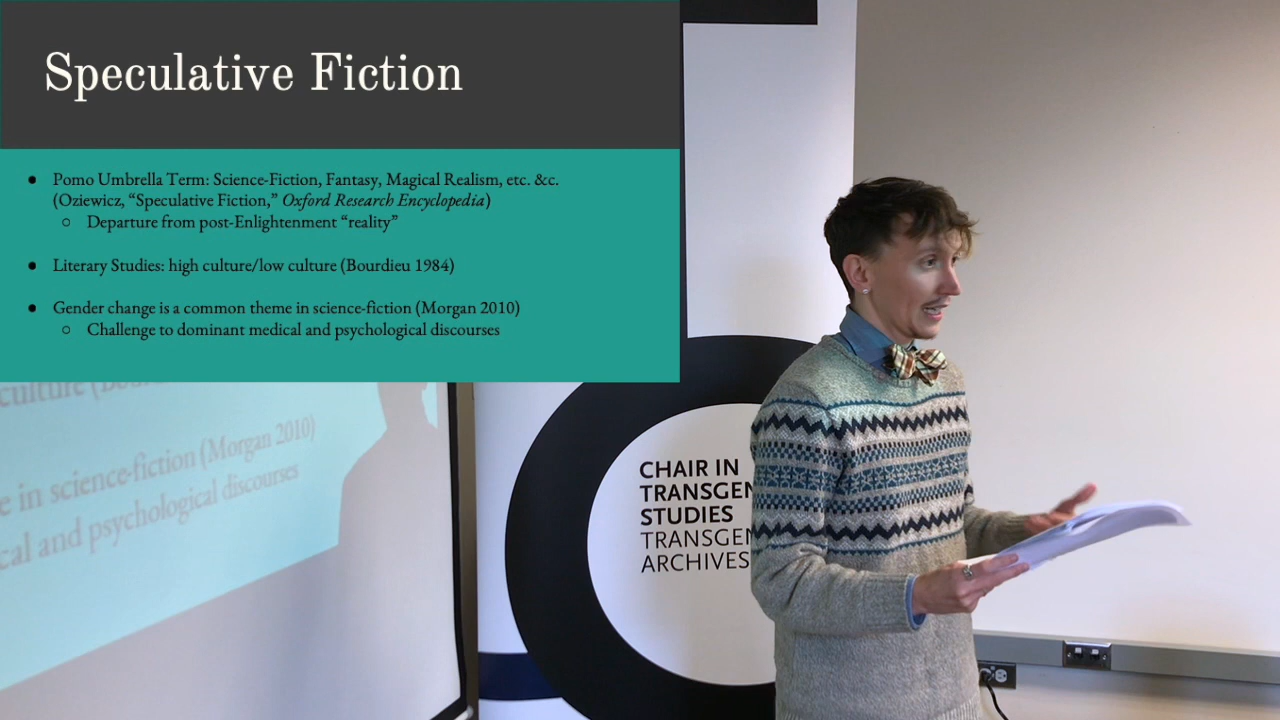 Speculative Fiction
● Pomo Umbrella Term: Science-Fiction, Fantasy, Magical Realism, etc. &c.
(Oziewicz, “Speculative Fiction,” Oxford Research Encyclopedia)
○ Departure from post-Enlightenment “reality”
● Literary Studies: high culture/low culture (Bourdieu 1984)
● Gender change is a common theme in science-fiction (Morgan 2010)
○ Challenge to dominant medical and psychological discourses
culture (Bour
e in science-fiction (Morgan 2010)
cal and psychological discourses
CHAIR IN
TRANSGEN
STUDIES
TRANSGEN
ARCHIVES